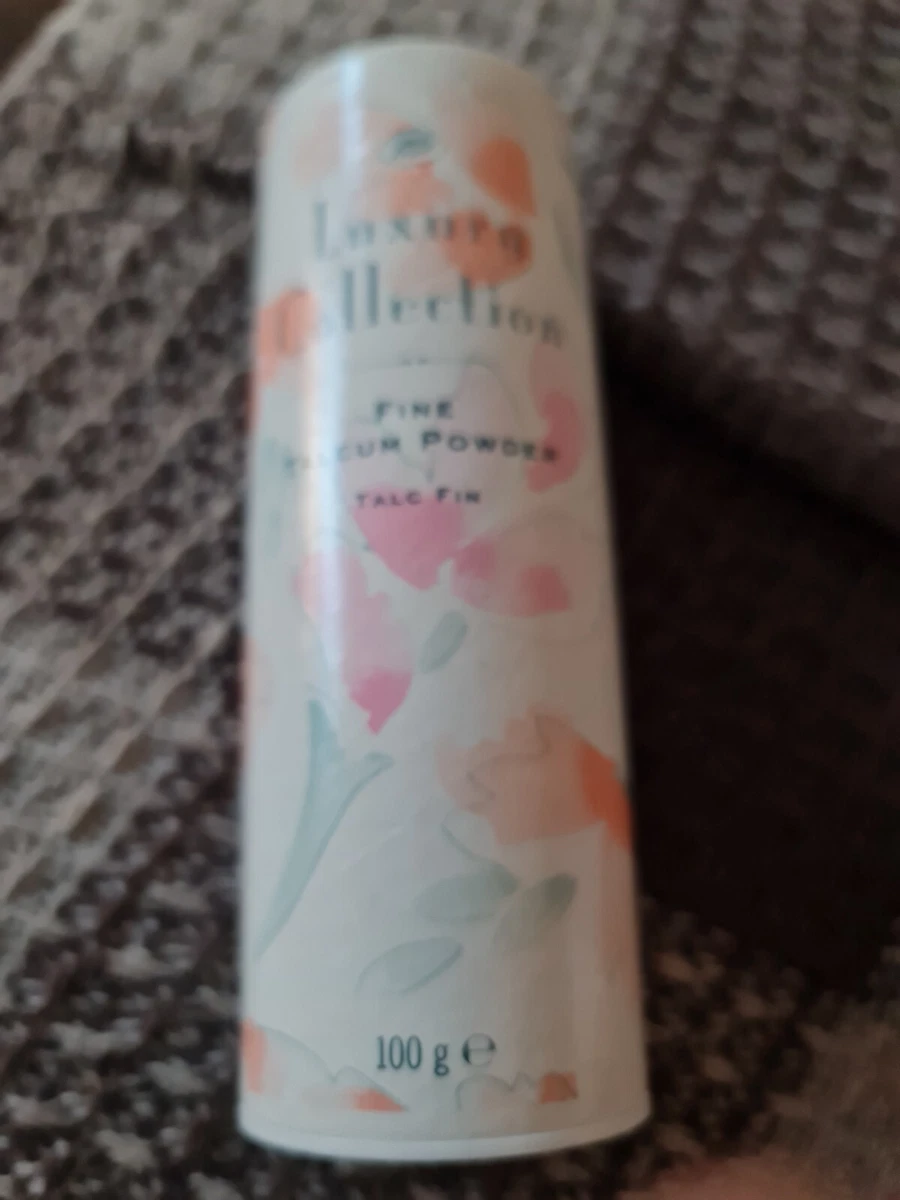 Luxury
Collection
FINE
TALCUM POWDER
TALC FIN
100 g ℮